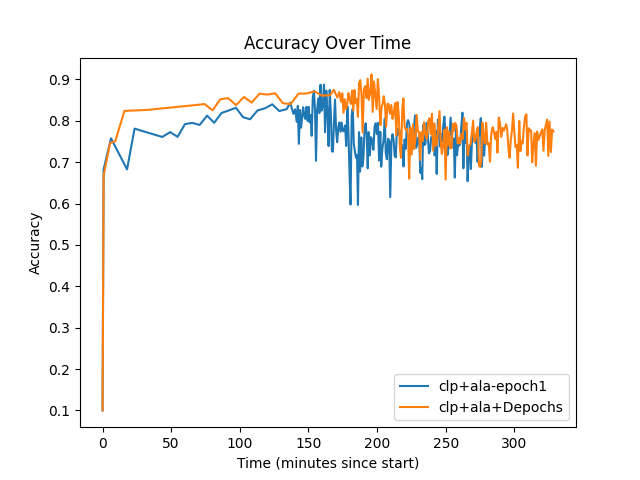 Accuracy Over Time
Accuracy
0.9
0.8
0.7
0.6
0.5
0.4
0.3
0.2
0.1
clp+ala-epoch1
clp+ala+Depochs
0 50 100 150 200 250 300
Time (minutes since start)